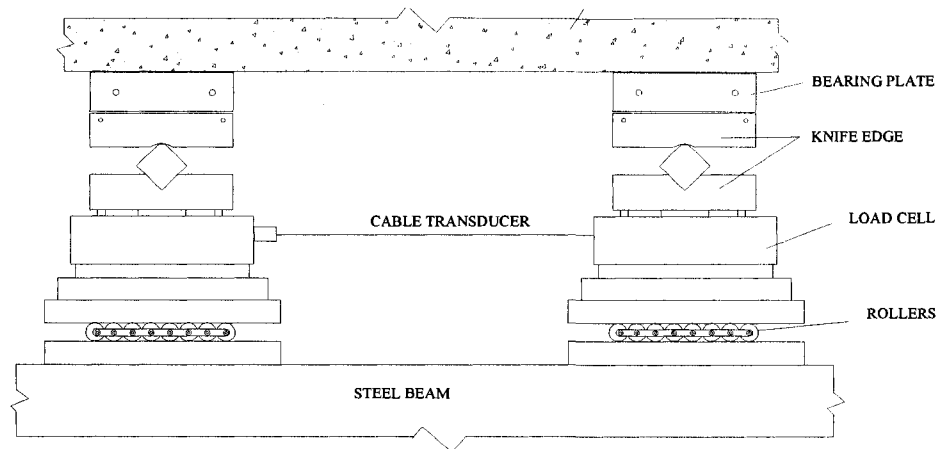 BEARING PLATE
KNIFE EDGE
CABLE TRANSDUCER
LOAD CELL
ROLLERS
STEEL BEAM